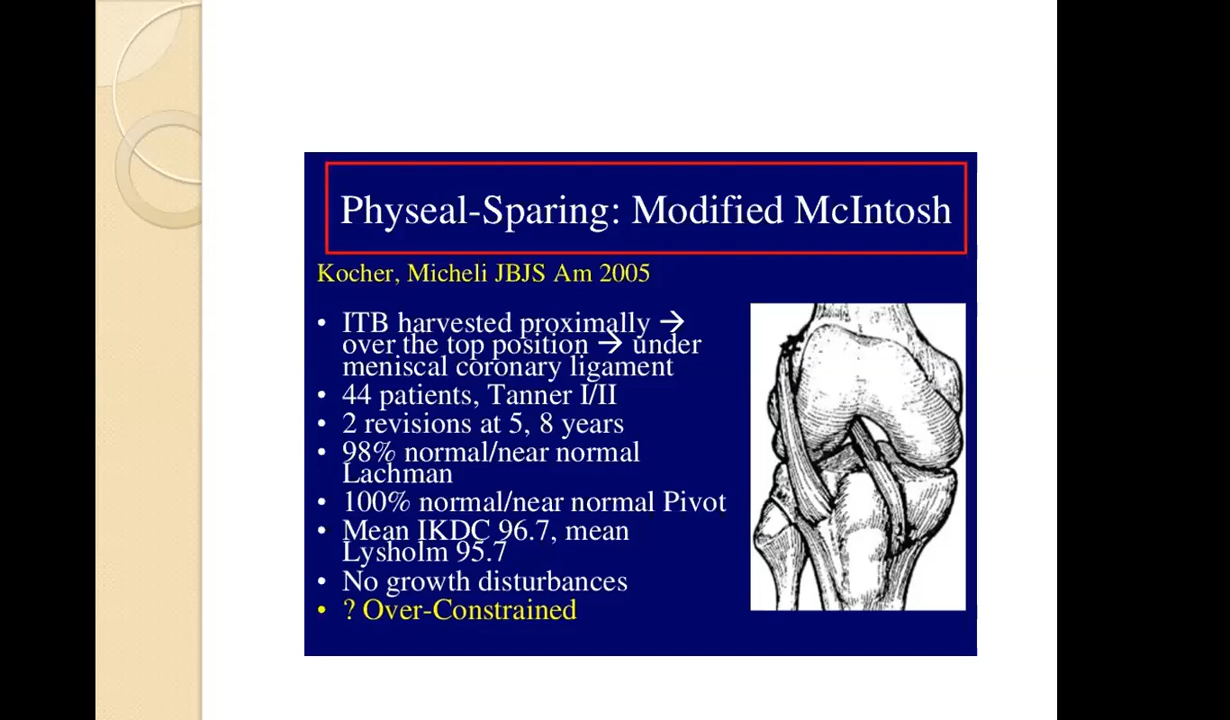 Physeal-Sparing: Modified McIntosh
Kocher, Micheli JBJS Am 2005
• ITB harvested proximally →
over the top position → under
meniscal coronary ligament
• 44 patients, Tanner I/II
• 2 revisions at 5, 8 years
• 98% normal/near normal
Lachman
• 100% normal/near normal Pivot
• Mean IKDC 96.7, mean
Lysholm 95.7
• No growth disturbances
• ? Over-Constrained